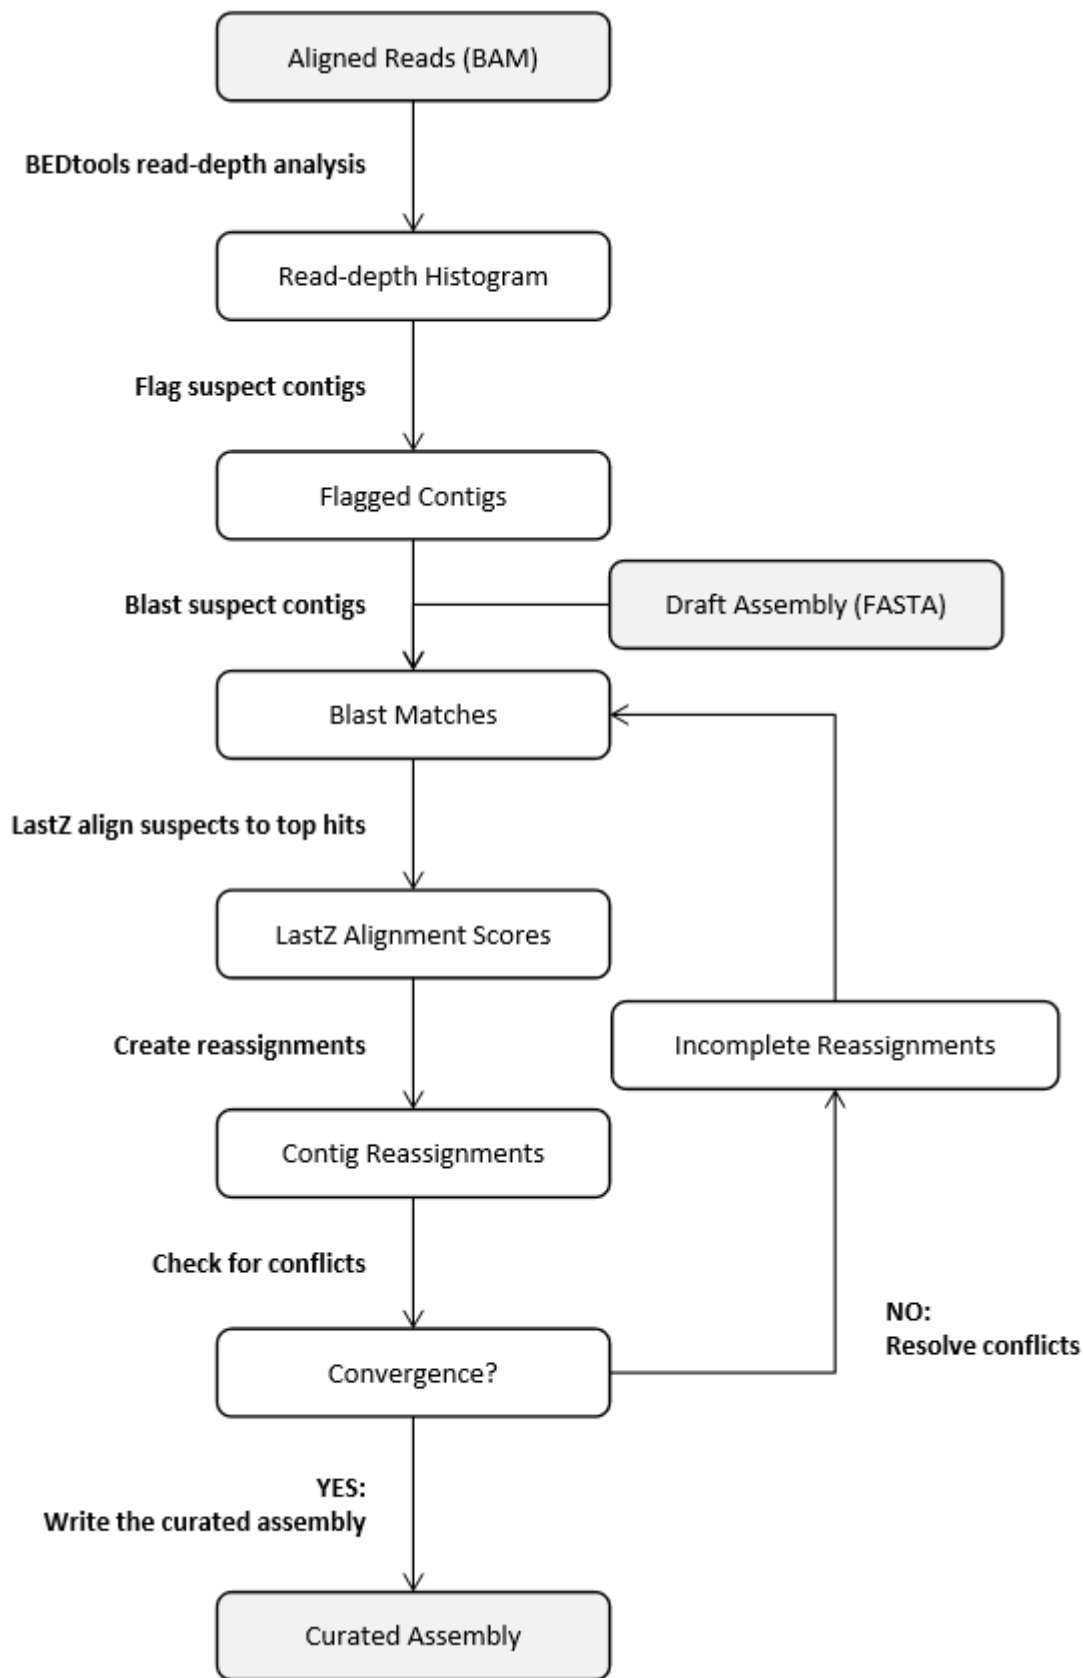 Aligned Reads (BAM)
BEDtools read-depth analysis
Read-depth Histogram
Flag suspect contigs
Flagged Contigs
Blast suspect contigs
Draft Assembly (FASTA)
Blast Matches
LastZ align suspects to top hits
LastZ Alignment Scores
Create reassignments
Incomplete Reassignments
Contig Reassignments
Check for conflicts
NO:
Resolve conflicts
Convergence?
YES:
Write the curated assembly
Curated Assembly